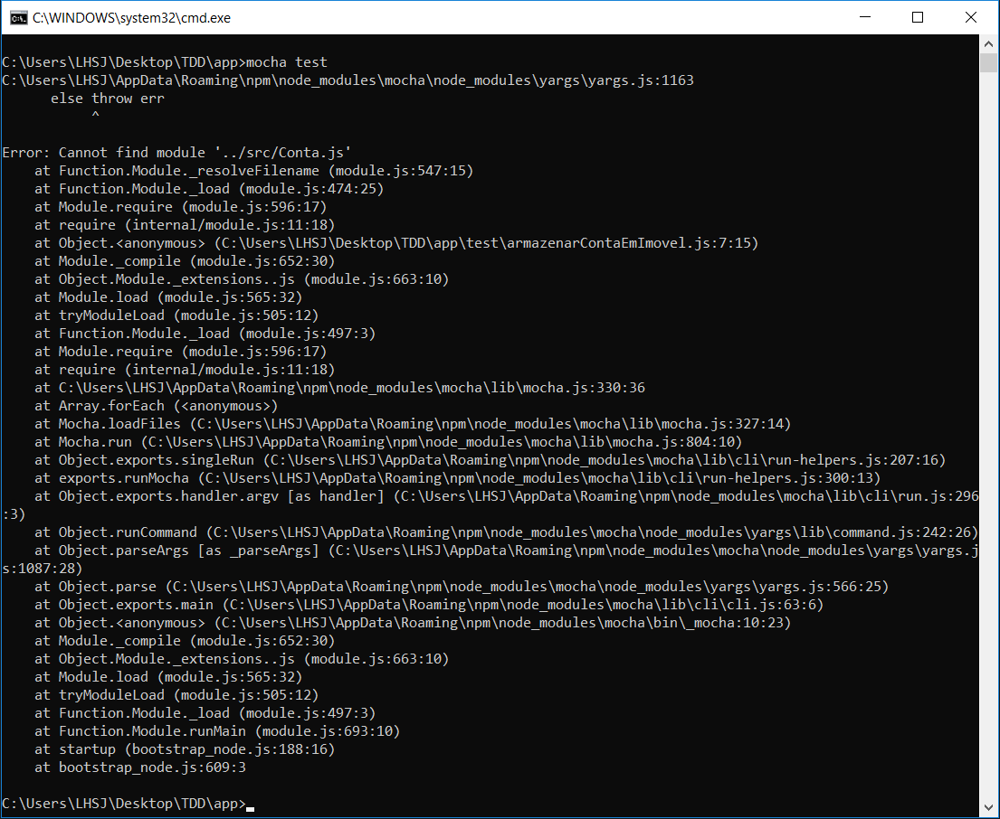 C:\WINDOWS\system32\cmd.exe
C:\Users\LHSJ\Desktop\TDD\app>mocha test
C:\Users\LHSJ\AppData\Roaming\npm\node_modules\mocha\node_modules\yargs\yargs.js:1163
      else throw err
           ^
Error: Cannot find module '../src/Conta.js'
    at Function.Module._resolveFilename (module.js:547:15)
    at Function.Module._load (module.js:474:25)
    at Module.require (module.js:596:17)
    at require (internal/module.js:11:18)
    at Object.<anonymous> (C:\Users\LHSJ\Desktop\TDD\app\test\armazenarContaEmImovel.js:7:15)
    at Module._compile (module.js:652:30)
    at Object.Module._extensions..js (module.js:663:10)
    at Module.load (module.js:565:32)
    at tryModuleLoad (module.js:505:12)
    at Function.Module._load (module.js:497:3)
    at Module.require (module.js:596:17)
    at require (internal/module.js:11:18)
    at C:\Users\LHSJ\AppData\Roaming\npm\node_modules\mocha\lib\mocha.js:330:36
    at Array.forEach (<anonymous>)
    at Mocha.loadFiles (C:\Users\LHSJ\AppData\Roaming\npm\node_modules\mocha\lib\mocha.js:327:14)
    at Mocha.run (C:\Users\LHSJ\AppData\Roaming\npm\node_modules\mocha\lib\mocha.js:804:10)
    at Object.exports.singleRun (C:\Users\LHSJ\AppData\Roaming\npm\node_modules\mocha\lib\cli\run-helpers.js:207:16)
    at exports.runMocha (C:\Users\LHSJ\AppData\Roaming\npm\node_modules\mocha\lib\cli\run-helpers.js:300:13)
    at Object.exports.handler.argv [as handler] (C:\Users\LHSJ\AppData\Roaming\npm\node_modules\mocha\lib\cli\run.js:296
:3)
    at Object.runCommand (C:\Users\LHSJ\AppData\Roaming\npm\node_modules\mocha\node_modules\yargs\lib\command.js:242:26)
    at Object.parseArgs [as _parseArgs] (C:\Users\LHSJ\AppData\Roaming\npm\node_modules\mocha\node_modules\yargs\yargs.j
s:1087:28)
    at Object.parse (C:\Users\LHSJ\AppData\Roaming\npm\node_modules\mocha\node_modules\yargs\yargs.js:566:25)
    at Object.exports.main (C:\Users\LHSJ\AppData\Roaming\npm\node_modules\mocha\lib\cli\cli.js:63:6)
    at Object.<anonymous> (C:\Users\LHSJ\AppData\Roaming\npm\node_modules\mocha\bin\_mocha:10:23)
    at Module._compile (module.js:652:30)
    at Object.Module._extensions..js (module.js:663:10)
    at Module.load (module.js:565:32)
    at tryModuleLoad (module.js:505:12)
    at Function.Module._load (module.js:497:3)
    at Function.Module.runMain (module.js:693:10)
    at startup (bootstrap_node.js:188:16)
    at bootstrap_node.js:609:3
C:\Users\LHSJ\Desktop\TDD\app>